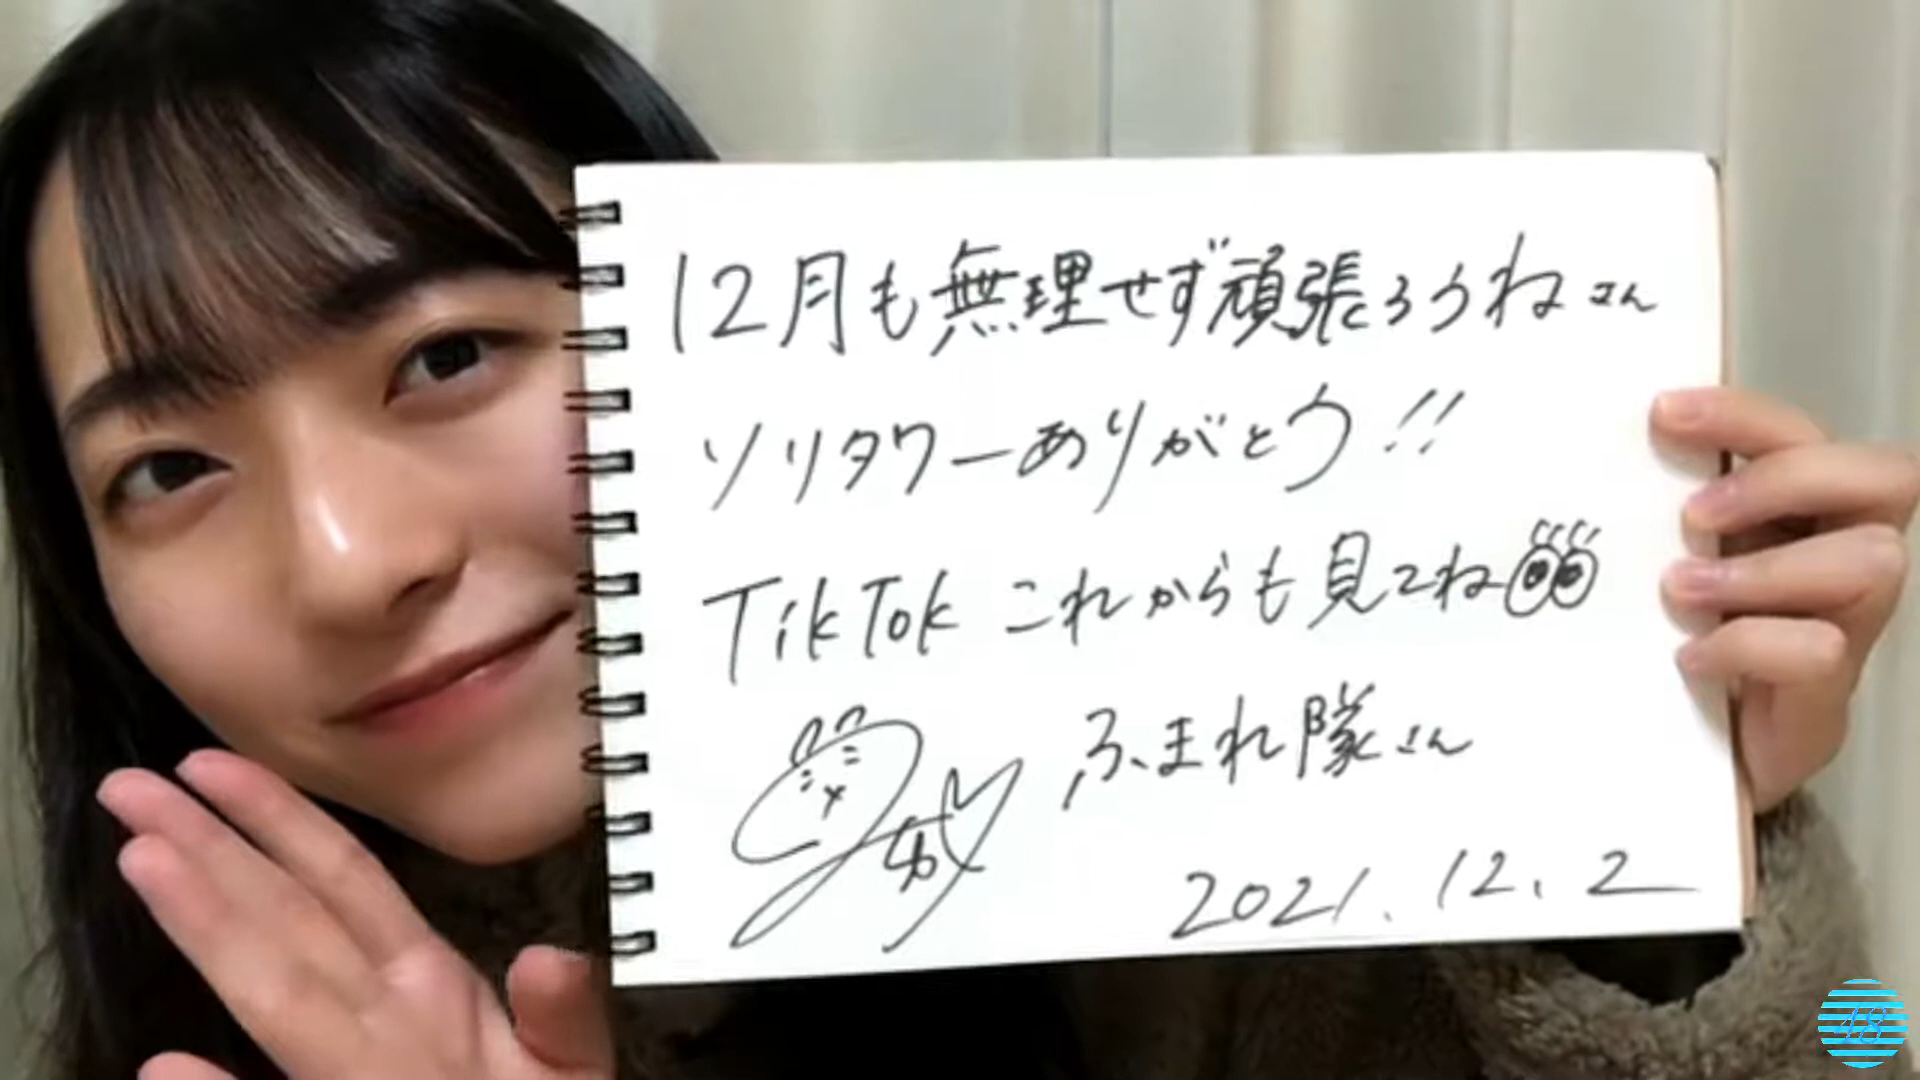 12月も無理せず頑張ろうねさん
ソリタワーありがとう!!
TikTok これからも見てね
ふまれ隊さん
2021.12.2
48